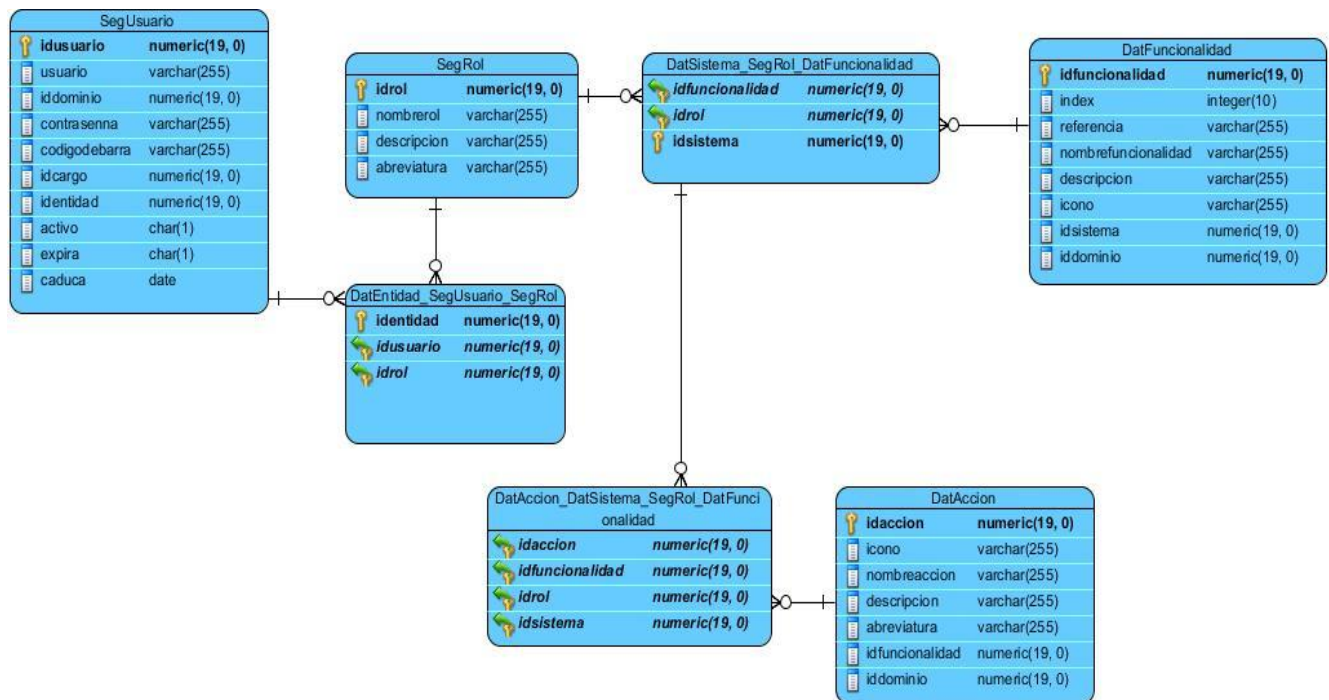 SegUsuario
idusuario numeric(19, 0)
usuario varchar(255)
iddominio numeric(19, 0)
contrasenna varchar(255)
codigodebarra varchar(255)
idcargo numeric(19, 0)
identidad numeric(19, 0)
activo char(1)
expira char(1)
caduca date
SegRol
idrol numeric(19, 0)
nombrerol varchar(255)
descripcion varchar(255)
abreviatura varchar(255)
DatSistema_SegRol_DatFuncionalidad
idfuncionalidad numeric(19, 0)
idrol numeric(19, 0)
idsistema numeric(19, 0)
DatFuncionalidad
idfuncionalidad numeric(19, 0)
index integer(10)
referencia varchar(255)
nombrefuncionalidad varchar(255)
descripcion varchar(255)
icono varchar(255)
idsistema numeric(19, 0)
iddominio numeric(19, 0)
DatEntidad_SegUsuario_SegRol
identidad numeric(19, 0)
idusuario numeric(19, 0)
idrol numeric(19, 0)
DatAccion_DatSistema_SegRol_DatFunci
onalidad
idaccion numeric(19, 0)
idfuncionalidad numeric(19, 0)
idrol numeric(19, 0)
idsistema numeric(19, 0)
DatAccion
idaccion numeric(19, 0)
icono varchar(255)
nombreaccion varchar(255)
descripcion varchar(255)
abreviatura varchar(255)
idfuncionalidad numeric(19, 0)
iddominio numeric(19, 0)